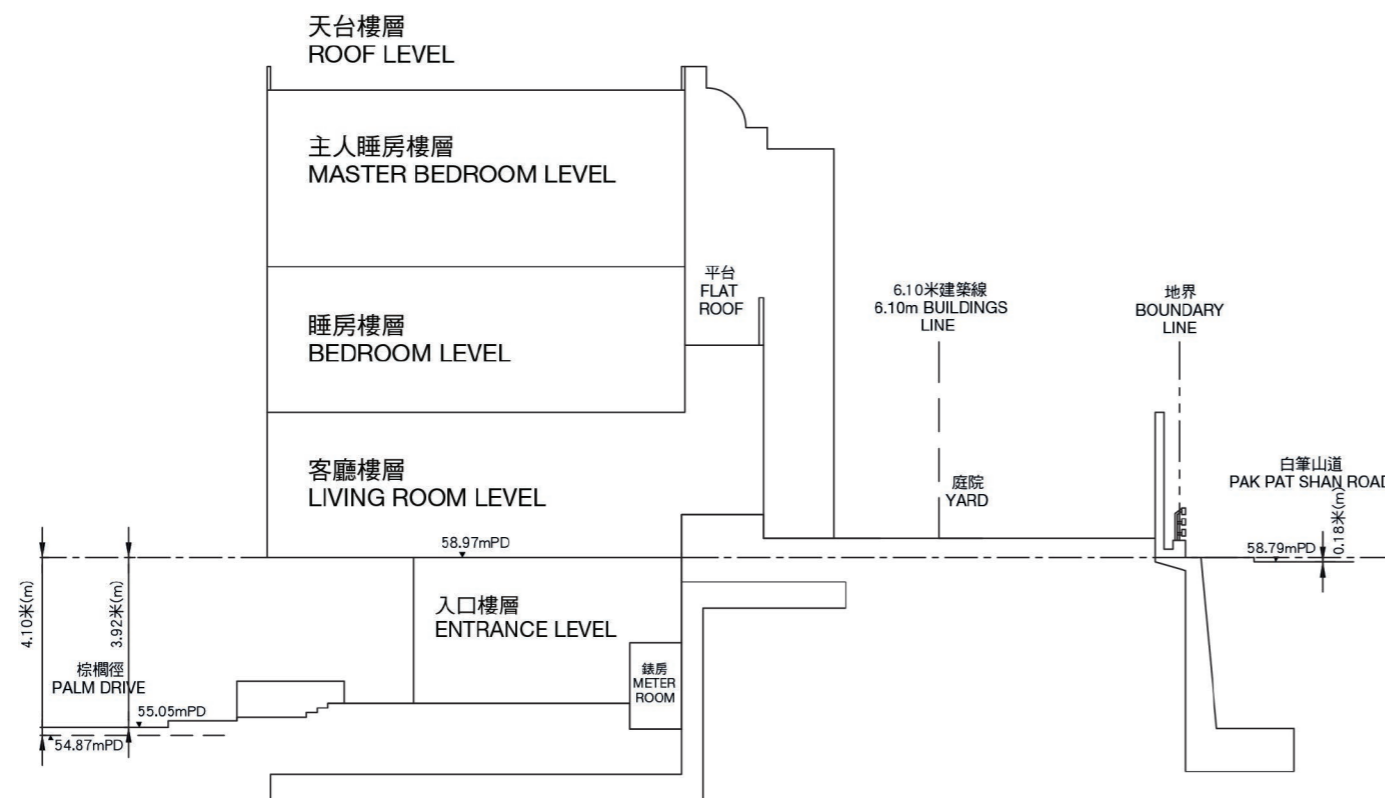 天台樓層
ROOF LEVEL
主人睡房樓層
MASTER BEDROOM LEVEL
平台
FLAT
ROOF
6.10米建築線
6.10m BUILDINGS
LINE
地界
BOUNDARY
LINE
睡房樓層
BEDROOM LEVEL
客廳樓層
LIVING ROOM LEVEL
庭院
YARD
白筆山道
PAK PAT SHAN ROAD
58.97mPD
58.79mPD
0.18米(m)
4.10米(m)
3.92米(m)
入口樓層
ENTRANCE LEVEL
錶房
METER
ROOM
棕櫚徑
PALM DRIVE
55.05mPD
54.87mPD